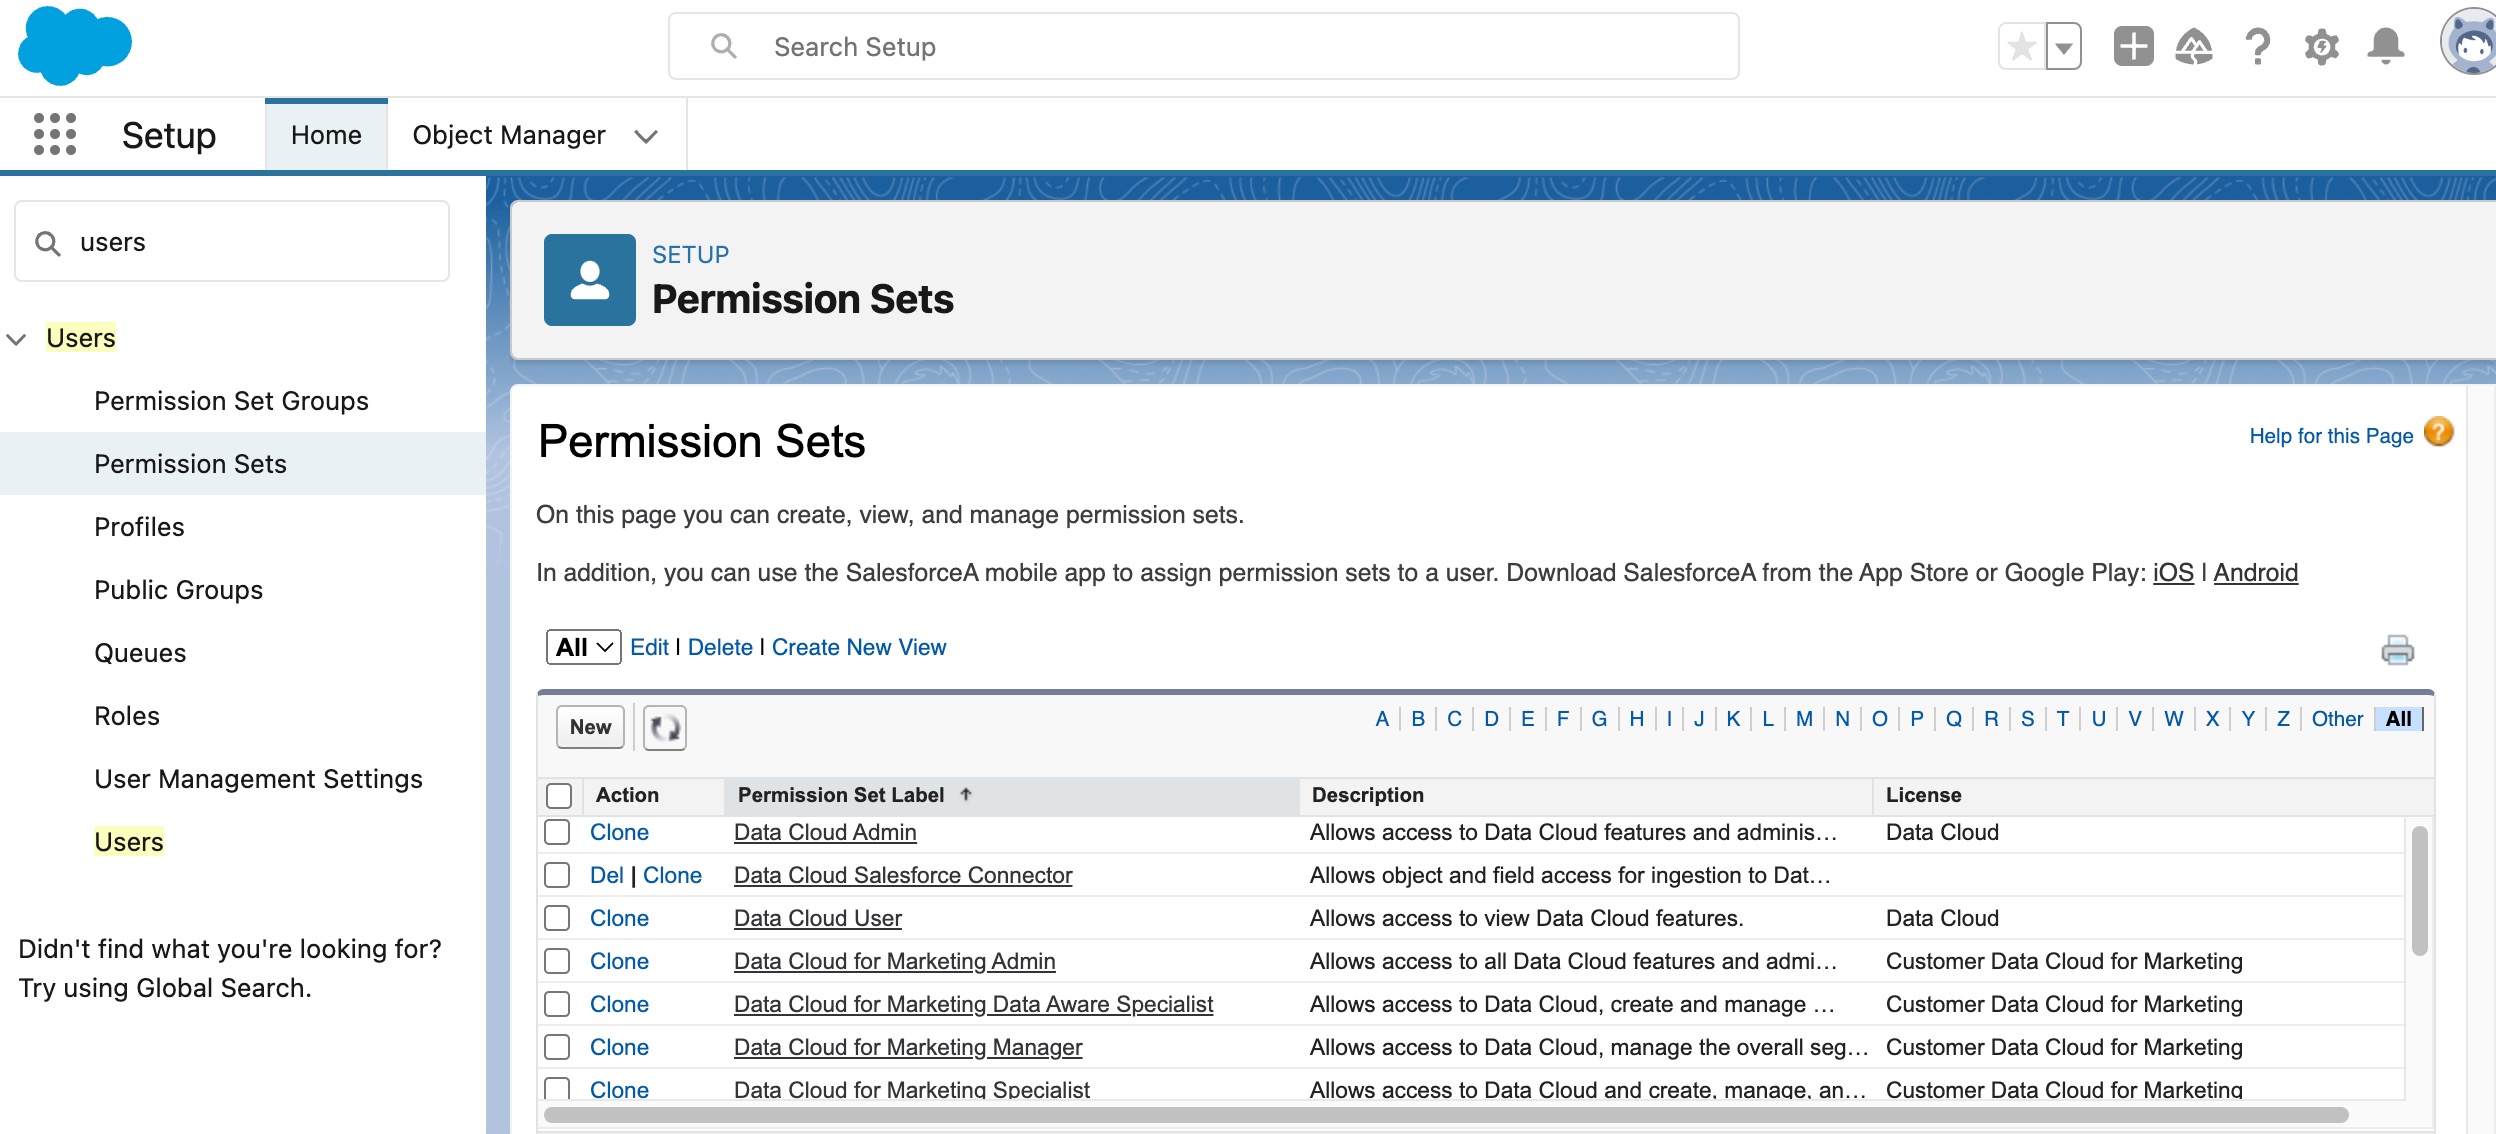 Search Setup
Setup
Home
Object Manager
users
Users
Permission Set Groups
Permission Sets
Profiles
Public Groups
Queues
Roles
User Management Settings
Users
Didn't find what you're looking for?
Try using Global Search.
SETUP
Permission Sets
Permission Sets
Help for this Page ?
On this page you can create, view, and manage permission sets.
In addition, you can use the SalesforceA mobile app to assign permission sets to a user. Download SalesforceA from the App Store or Google Play: iOS | Android
All Edit | Delete | Create New View
New
A | B | C | D | E | F | G | H | I | J | K | L | M | N | O | P | Q | R | S | T | U | V | W | X | Y | Z | Other | All
Action Permission Set Label ↑ Description License
Clone Data Cloud Admin Allows access to Data Cloud features and adminis... Data Cloud
Del | Clone Data Cloud Salesforce Connector Allows object and field access for ingestion to Dat...
Clone Data Cloud User Allows access to view Data Cloud features. Data Cloud
Clone Data Cloud for Marketing Admin Allows access to all Data Cloud features and admi... Customer Data Cloud for Marketing
Clone Data Cloud for Marketing Data Aware Specialist Allows access to Data Cloud, create and manage ... Customer Data Cloud for Marketing
Clone Data Cloud for Marketing Manager Allows access to Data Cloud, manage the overall seg... Customer Data Cloud for Marketing
Clone Data Cloud for Marketing Specialist Allows access to Data Cloud and create, manage, an... Customer Data Cloud for Marketing